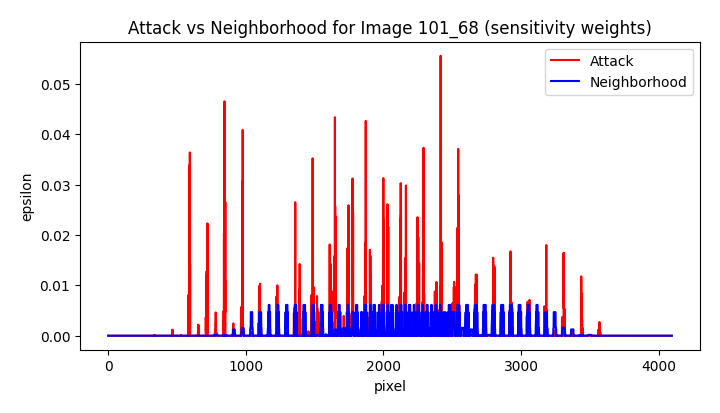 Attack vs Neighborhood for Image 101_68 (sensitivity weights)
Attack
Neighborhood
0.05
0.04
0.03
0.02
0.01
0.00
epsilon
0
1000
2000
3000
4000
pixel